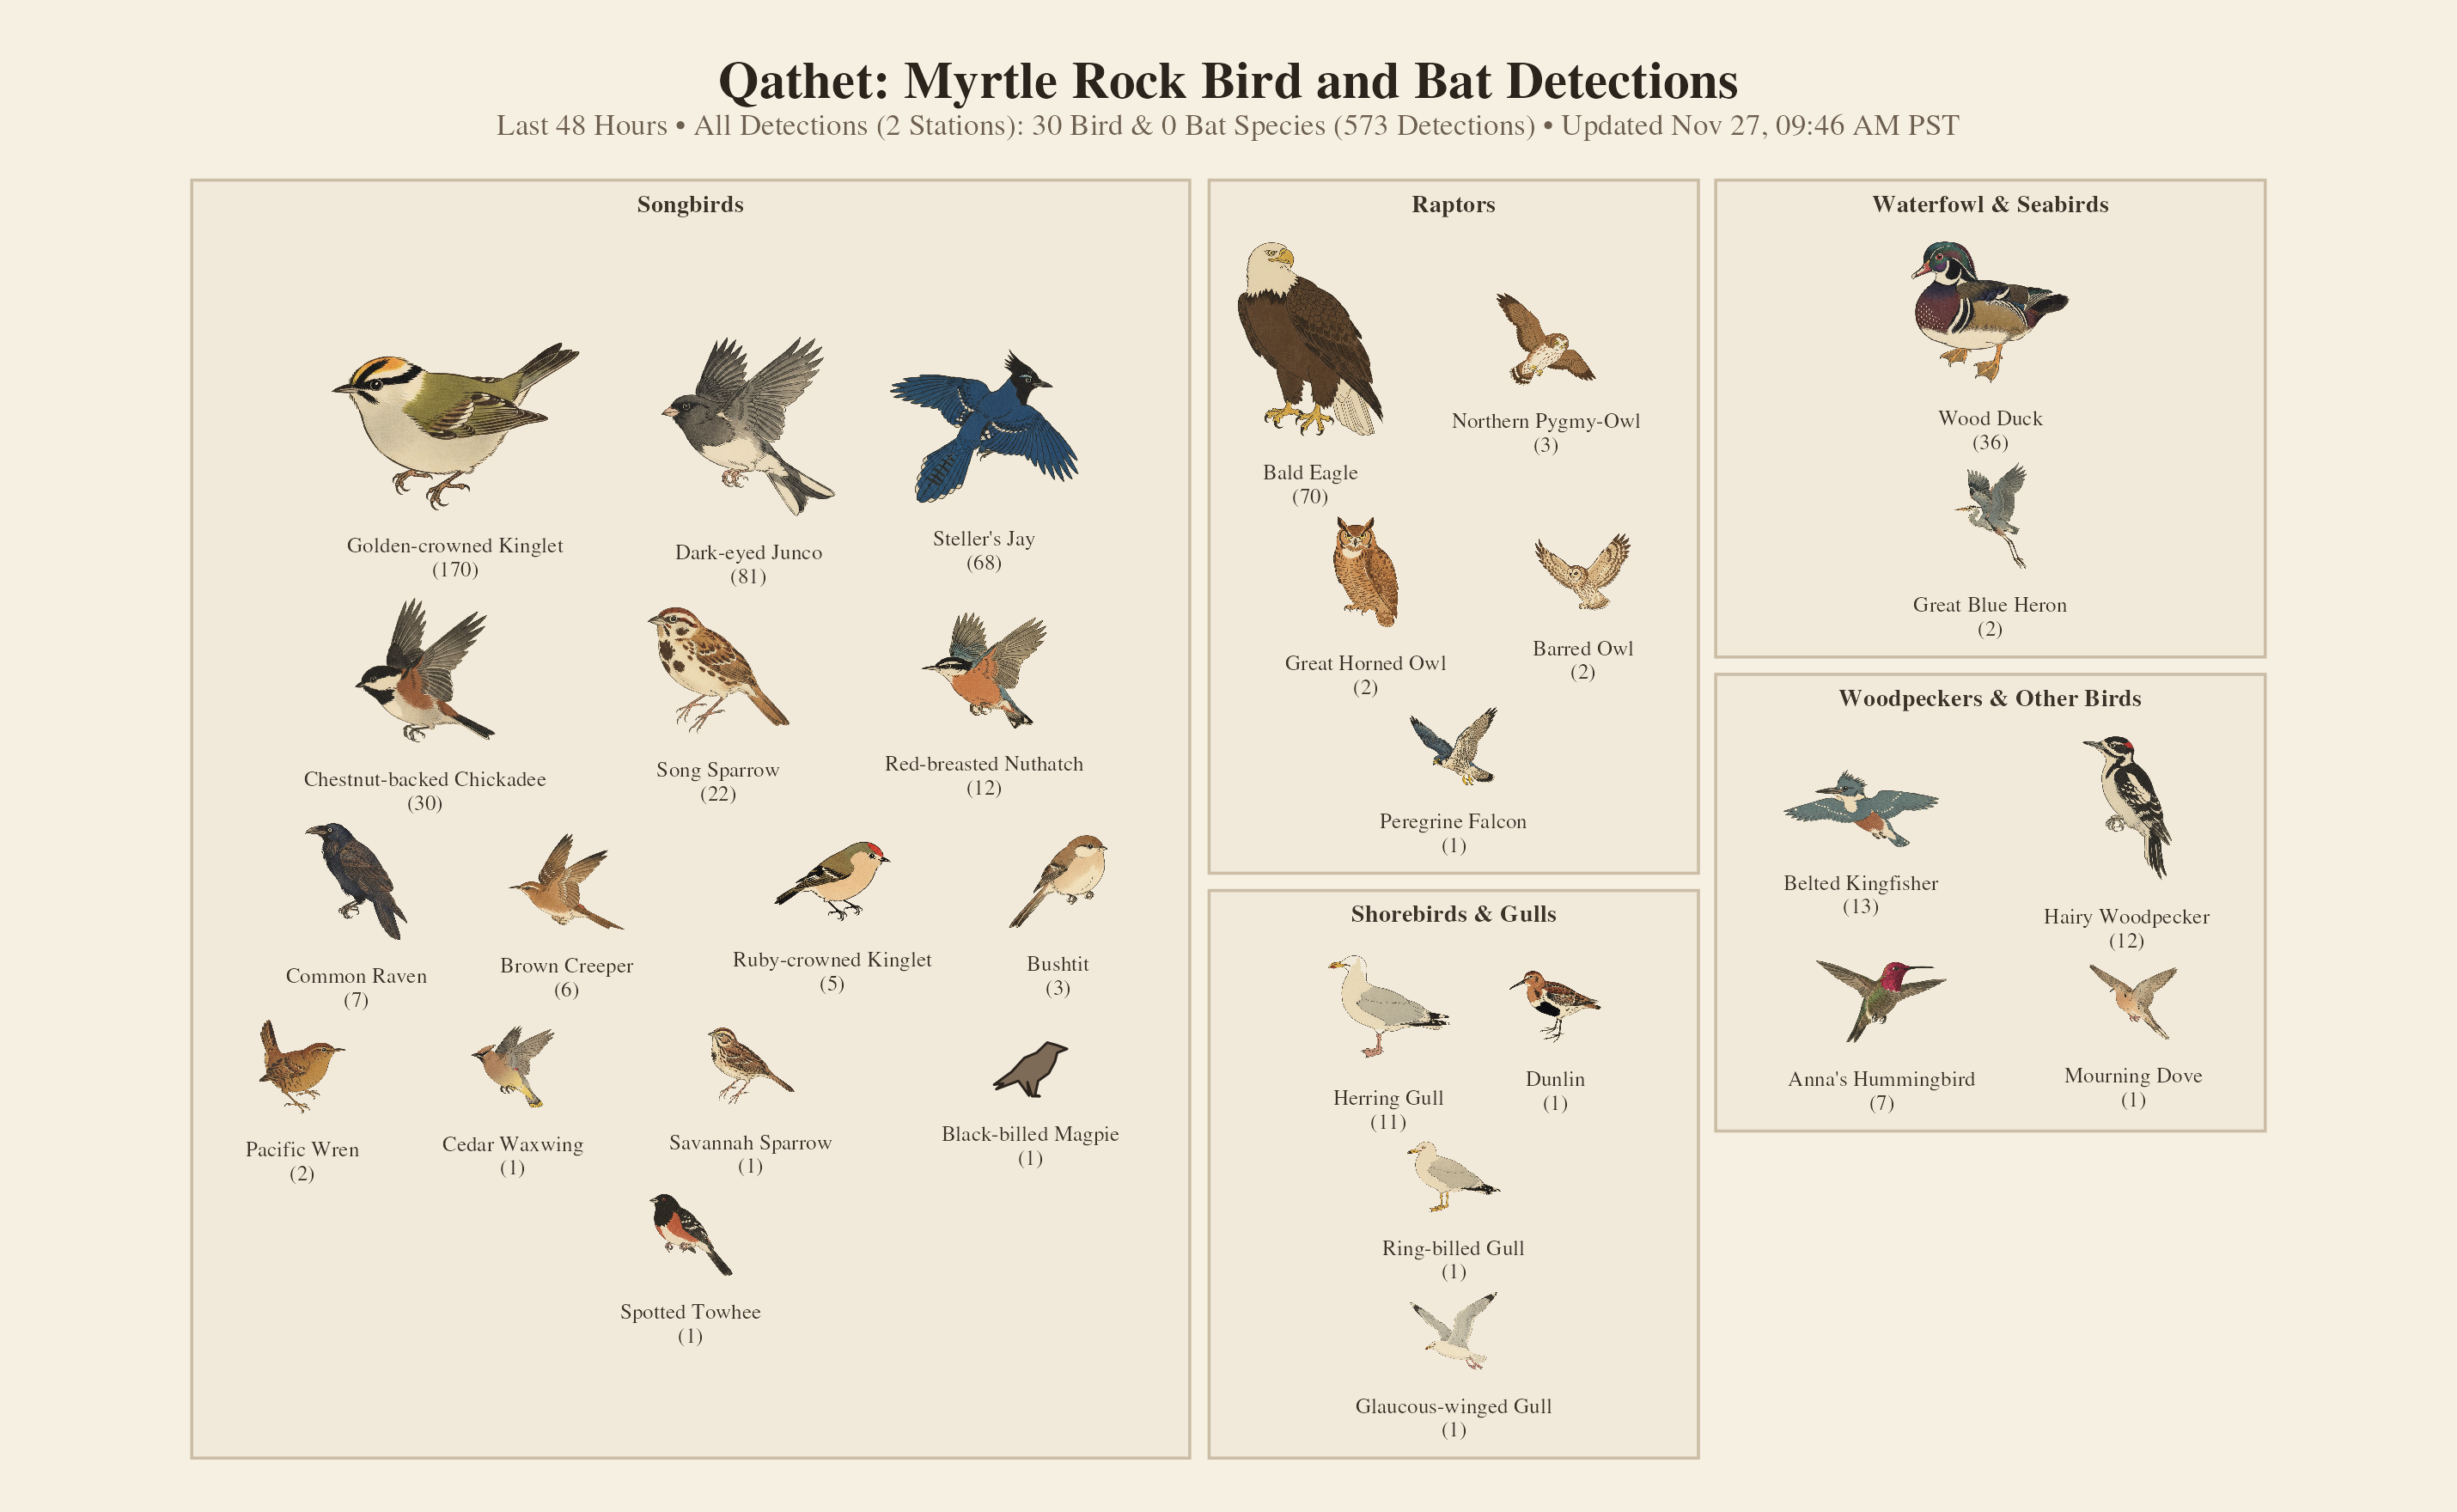 Qathet: Myrtle Rock Bird and Bat Detections
Last 48 Hours • All Detections (2 Stations): 30 Bird & 0 Bat Species (573 Detections) • Updated Nov 27, 09:46 AM PST
Songbirds
Golden-crowned Kinglet
(170)
Dark-eyed Junco
(81)
Steller's Jay
(68)
Chestnut-backed Chickadee
(30)
Song Sparrow
(22)
Red-breasted Nuthatch
(12)
Common Raven
(7)
Brown Creeper
(6)
Ruby-crowned Kinglet
(5)
Bushtit
(3)
Pacific Wren
(2)
Cedar Waxwing
(1)
Savannah Sparrow
(1)
Black-billed Magpie
(1)
Spotted Towhee
(1)
Raptors
Bald Eagle
(70)
Northern Pygmy-Owl
(3)
Great Horned Owl
(2)
Barred Owl
(2)
Peregrine Falcon
(1)
Shorebirds & Gulls
Herring Gull
(11)
Dunlin
(1)
Ring-billed Gull
(1)
Glaucous-winged Gull
(1)
Waterfowl & Seabirds
Wood Duck
(36)
Great Blue Heron
(2)
Woodpeckers & Other Birds
Belted Kingfisher
(13)
Hairy Woodpecker
(12)
Anna's Hummingbird
(7)
Mourning Dove
(1)